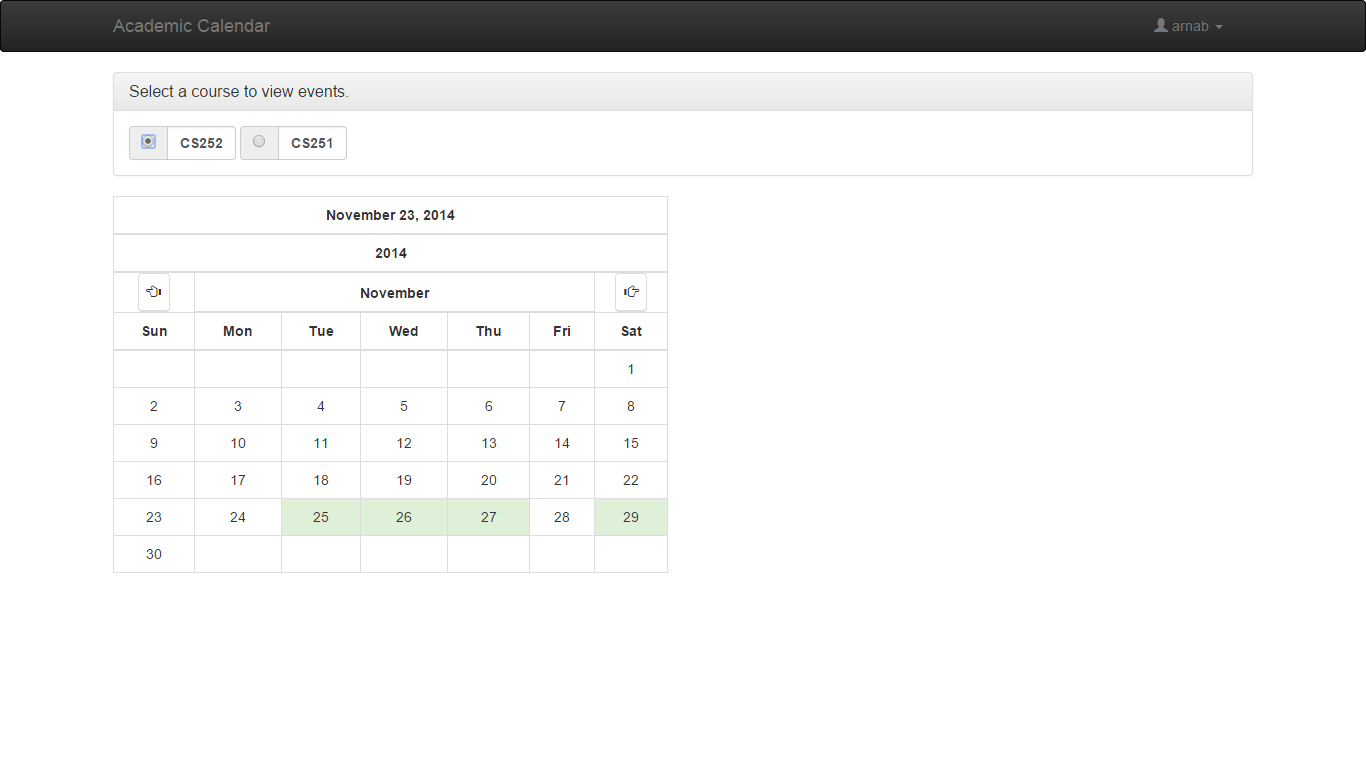 Academic Calendar arnab
Select a course to view events.
CS252 CS251
November 23, 2014
2014
November
Sun Mon Tue Wed Thu Fri Sat
1
2 3 4 5 6 7 8
9 10 11 12 13 14 15
16 17 18 19 20 21 22
23 24 25 26 27 28 29
30